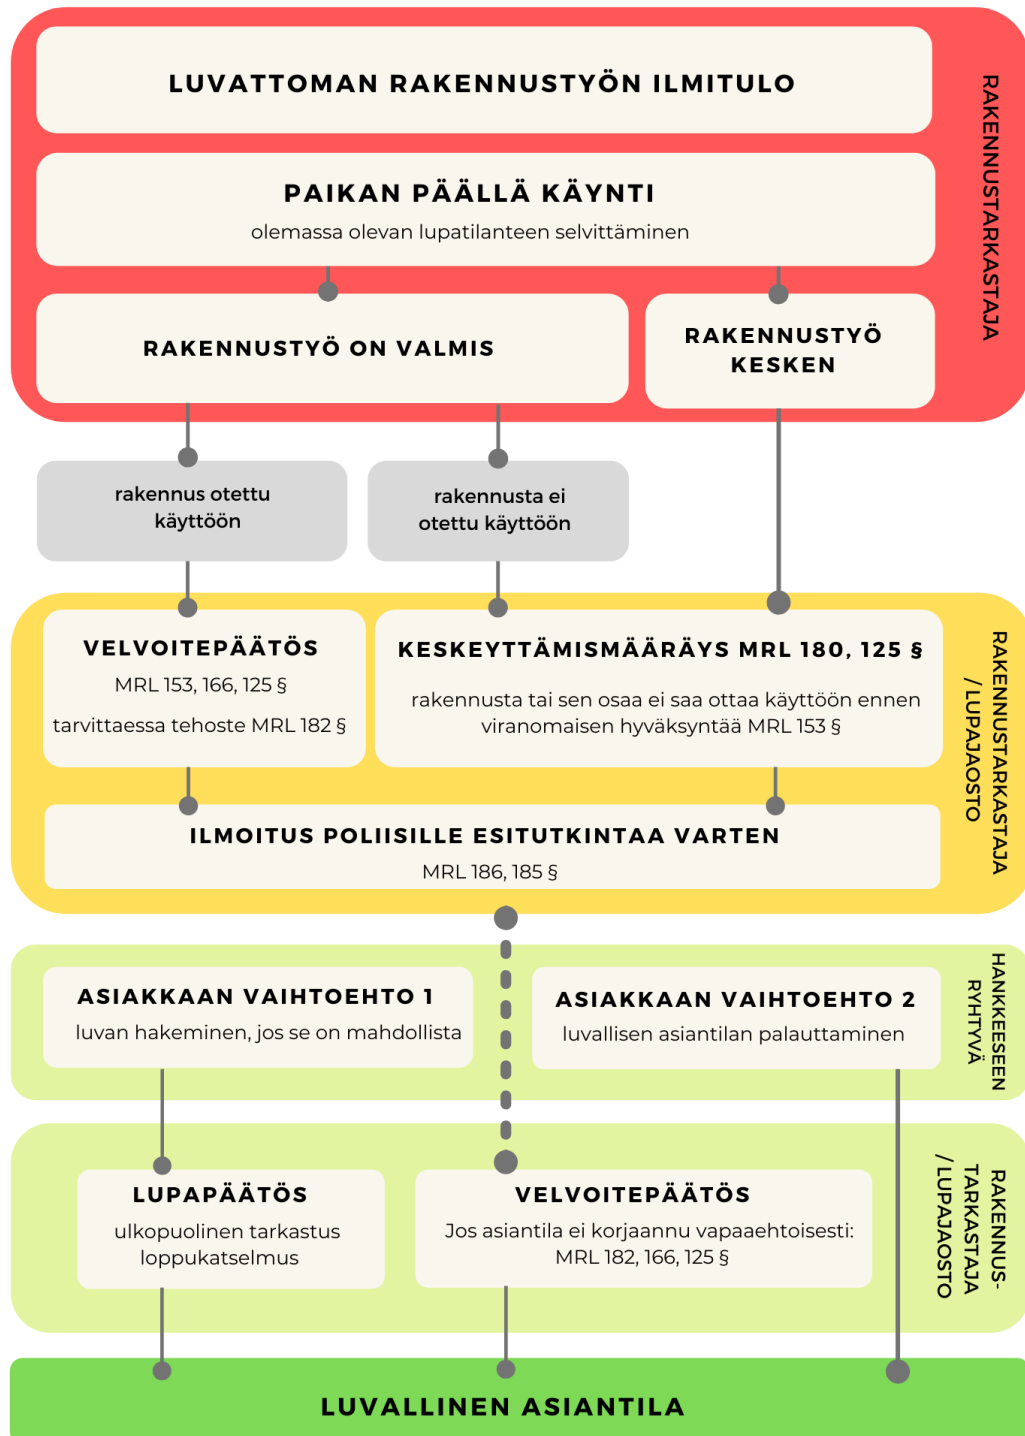 LUVATTOMAN RAKENNUSTYÖN ILMITULO
PAIKAN PÄÄLLÄ KÄYNTI
olemassa olevan lupatilanteen selvittäminen
RAKENNUSTYÖ ON VALMIS
RAKENNUSTYÖ
KESKEN
RAKENNUSTARKASTAJA
rakennus otettu
käyttöön
rakennusta ei
otettu käyttöön
VELVOITEPÄÄTÖS
MRL 153, 166, 125 §
tarvittaessa tehoste MRL 182 §
KESKEYTTÄMISMÄÄRÄYS MRL 180, 125 §
rakennusta tai sen osaa ei saa ottaa käyttöön ennen
viranomaisen hyväksyntää MRL 153 §
ILMOITUS POLIISILLE ESITUTKINTAA VARTEN
MRL 186, 185 §
RAKENNUSTARKASTAJA
/ LUPAJAOSTO
ASIAKKAAN VAIHTOEHTO 1
luvan hakeminen, jos se on mahdollista
ASIAKKAAN VAIHTOEHTO 2
luvallisen asiantilan palauttaminen
HANKKEESEEN
RYHTYVÄ
LUPAPÄÄTÖS
ulkopuolinen tarkastus
loppukatselmus
VELVOITEPÄÄTÖS
Jos asiantila ei korjaannu vapaaehtoisesti:
MRL 182, 166, 125 §
RAKENNUS-
TARKASTAJA
/ LUPAJAOSTO
LUVALLINEN ASIANTILA